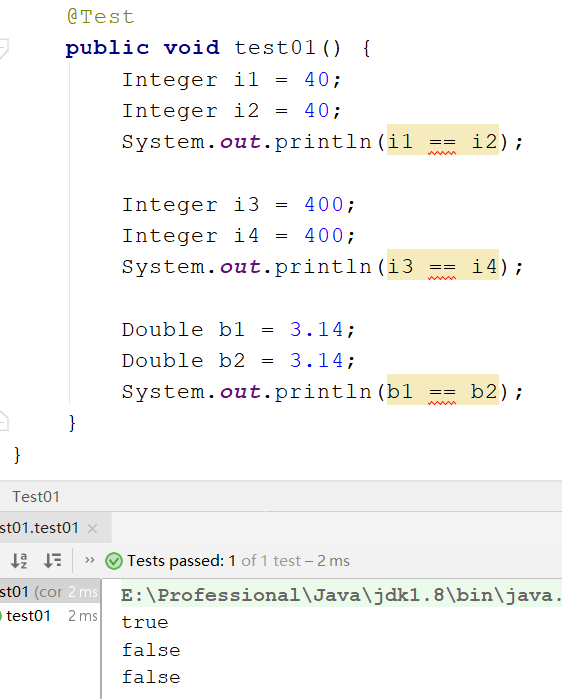 @Test
public void test01() {
Integer i1 = 40;
Integer i2 = 40;
System.out.println(i1 == i2);
Integer i3 = 400;
Integer i4 = 400;
System.out.println(i3 == i4);
Double b1 = 3.14;
Double b2 = 3.14;
System.out.println(b1 == b2);
}
}
Test01
st01.test01 ×
» Tests passed: 1 of 1 test – 2 ms
st01 (cor 2 ms
E:\Professional\Java\jdk1.8\bin\java.
test01 2 ms
true
false
false